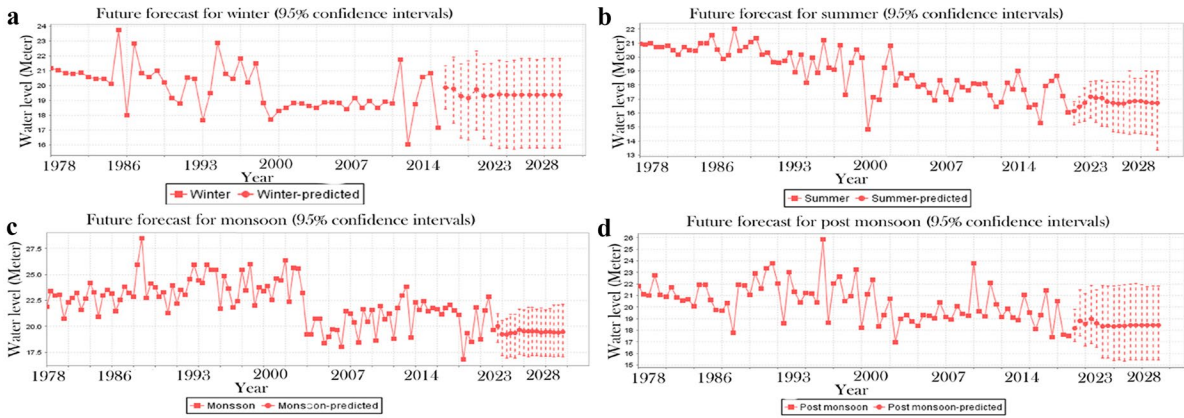 a
Future forecast for winter (95% confidence intervals)
Water level (Meter)
24
23
22
21
20
19
18
17
16
1978 1986 1993 2000 2007 2014 2023 2028
Year
Winter Winter-predicted
b
Future forecast for summer (95% confidence intervals)
Water level (Meter)
22
21
20
19
18
17
16
15
14
13
1978 1986 1993 2000 2007 2014 2023 2028
Year
Summer Summer-predicted
c
Future forecast for monsoon (95% confidence intervals)
Water level (Meter)
27.5
25.0
22.5
20.0
17.5
1978 1986 1993 2000 2007 2014 2023 2028
Year
Monsson Monsson-predicted
d
Future forecast for post monsoon (95% confidence intervals)
Water level (Meter)
26
25
24
23
22
21
20
19
18
17
16
15
1978 1986 1993 2000 2007 2014 2023 2028
Year
Post monsoon Post monsoon-predicted